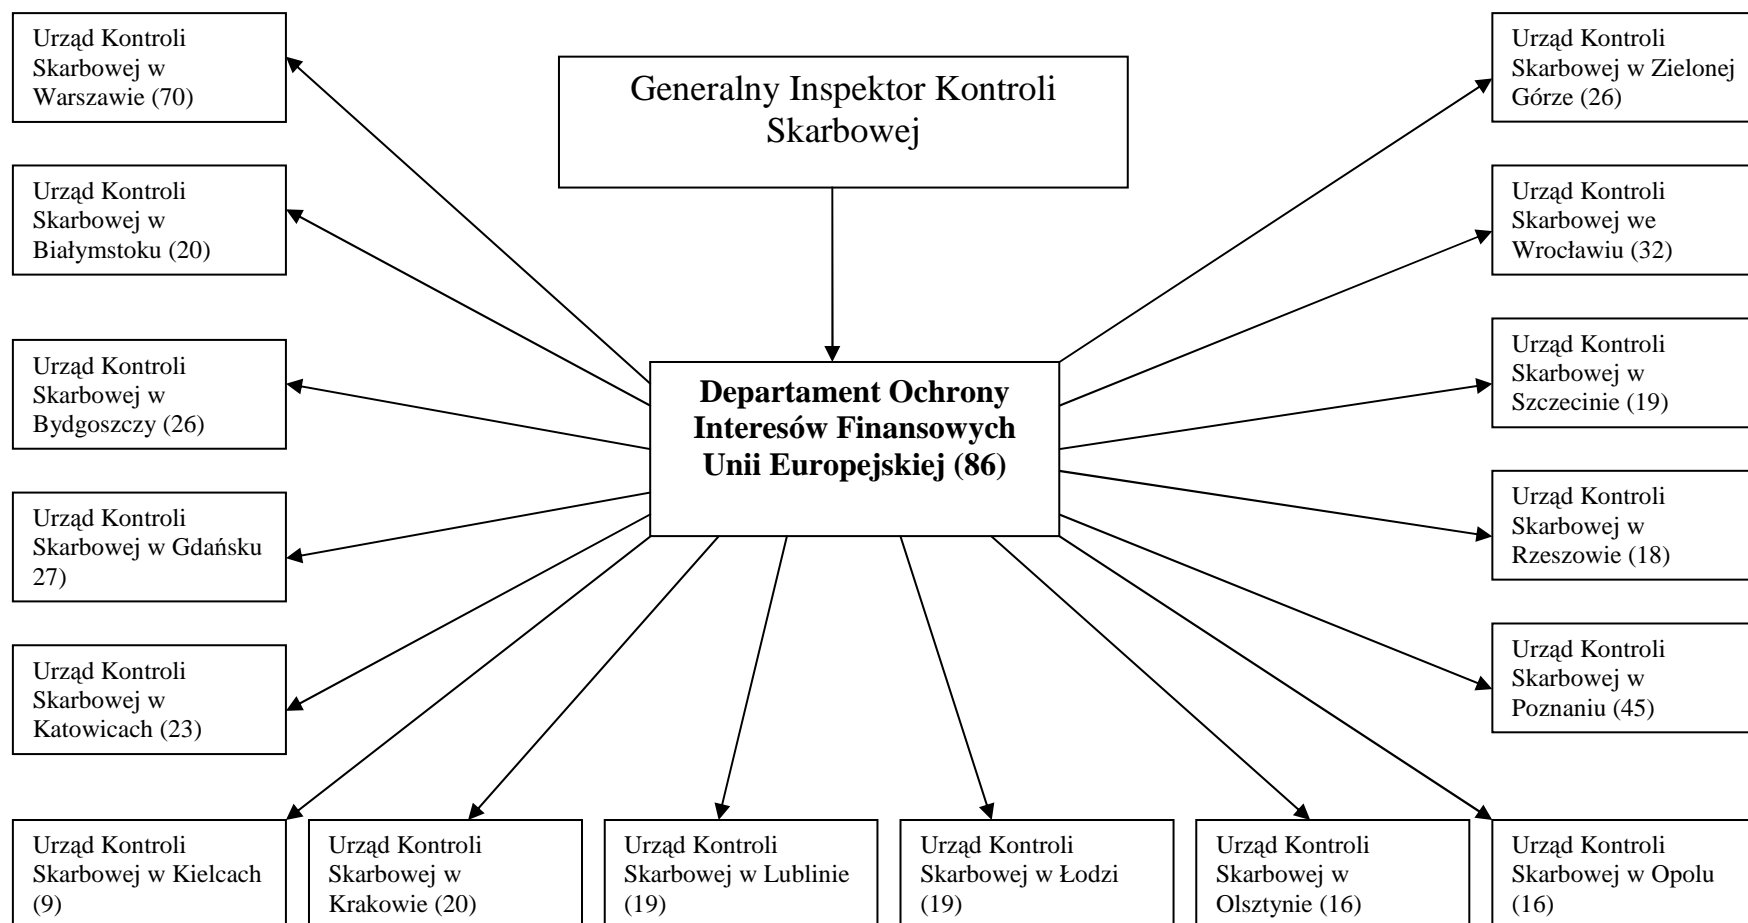 Urząd Kontroli
Skarbowej w
Warszawie (70)
Generalny Inspektor Kontroli
Skarbowej
Urząd Kontroli
Skarbowej w Zielonej
Górze (26)
Urząd Kontroli
Skarbowej w
Białymstoku (20)
Urząd Kontroli
Skarbowej we
Wrocławiu (32)
Urząd Kontroli
Skarbowej w
Bydgoszczy (26)
Departament Ochrony
Interesów Finansowych
Unii Europejskiej (86)
Urząd Kontroli
Skarbowej w
Szczecinie (19)
Urząd Kontroli
Skarbowej w Gdańsku
27)
Urząd Kontroli
Skarbowej w
Rzeszowie (18)
Urząd Kontroli
Skarbowej w
Katowicach (23)
Urząd Kontroli
Skarbowej w
Poznaniu (45)
Urząd Kontroli
Skarbowej w Kielcach
(9)
Urząd Kontroli
Skarbowej w
Krakowie (20)
Urząd Kontroli
Skarbowej w Lublinie
(19)
Urząd Kontroli
Skarbowej w Łodzi
(19)
Urząd Kontroli
Skarbowej w
Olsztynie (16)
Urząd Kontroli
Skarbowej w Opolu
(16)